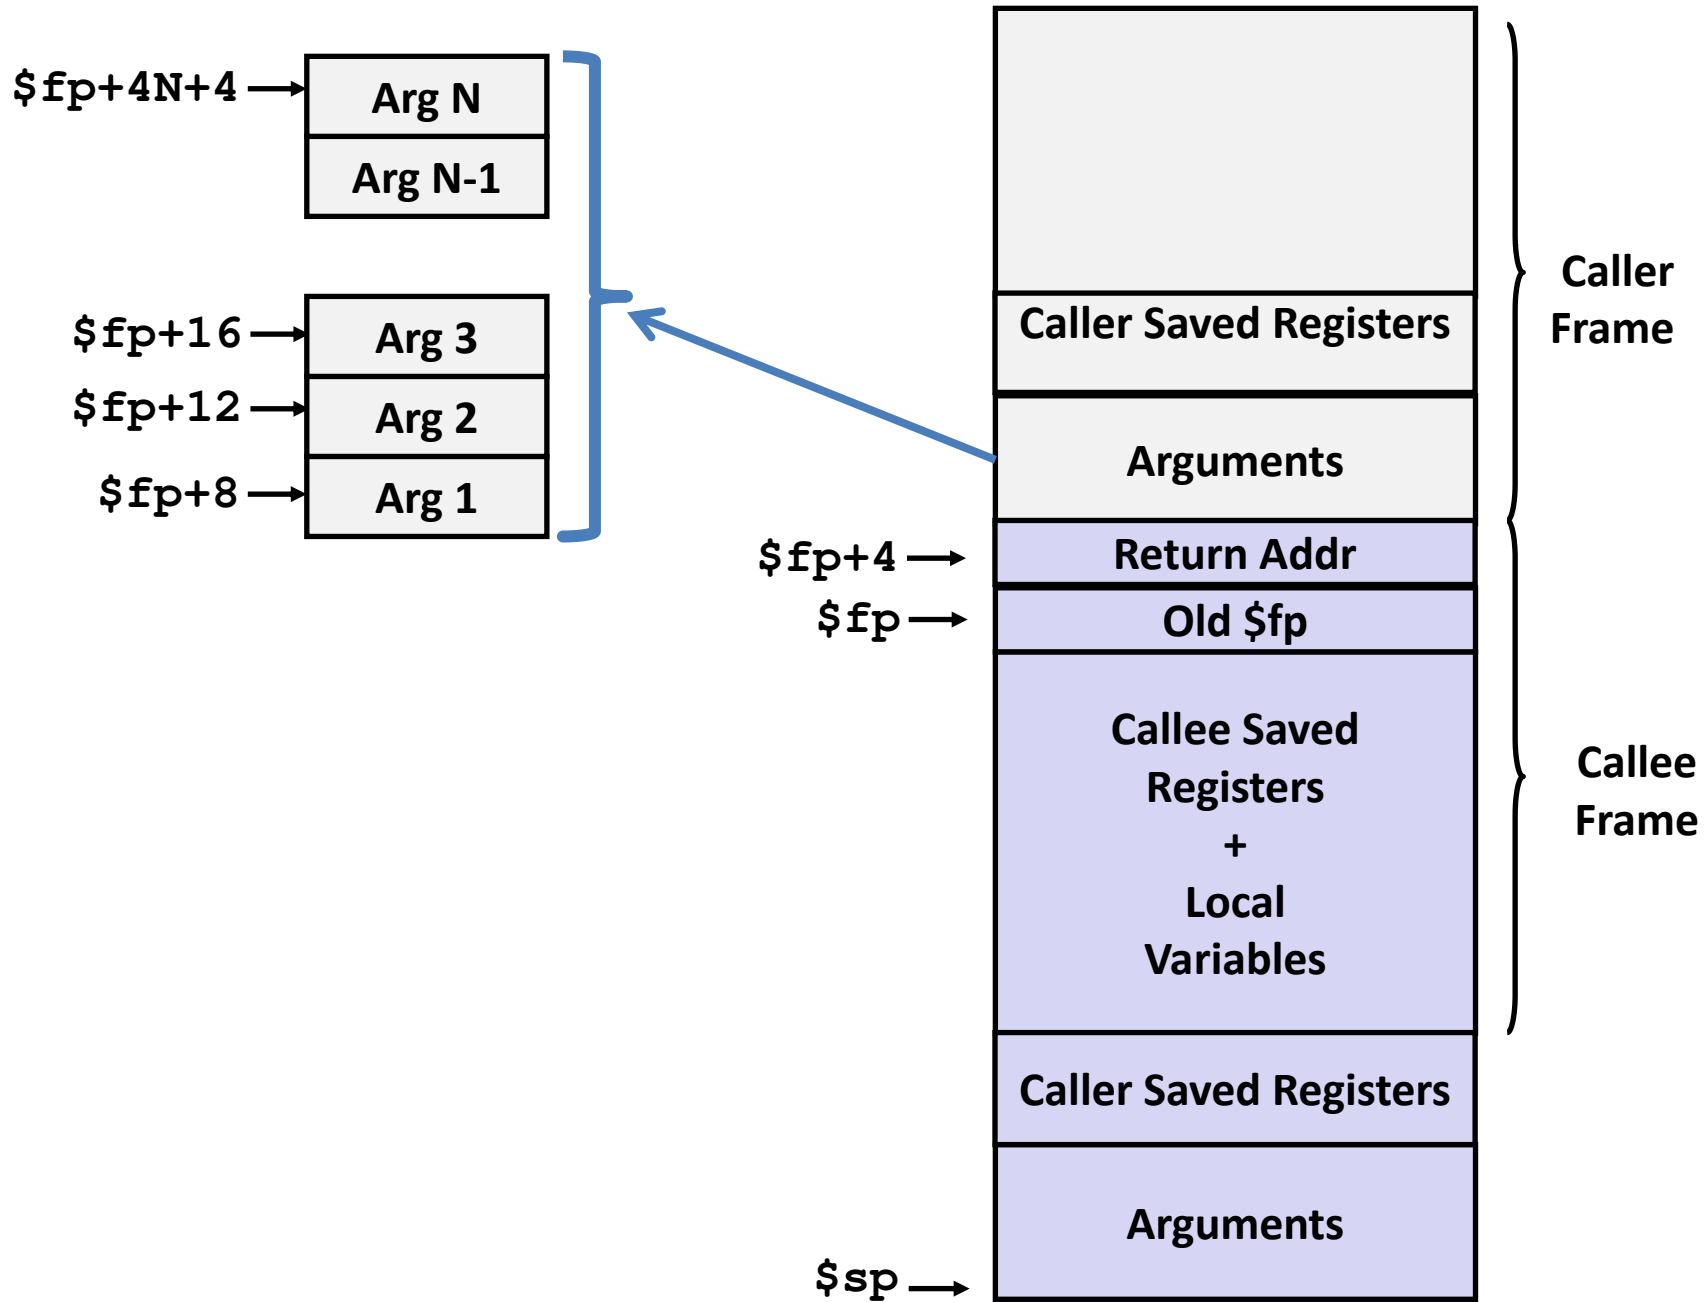 $fp+4N+4
Arg N
Arg N-1
$fp+16
Arg 3
$fp+12
Arg 2
$fp+8
Arg 1
Caller Saved Registers
Arguments
$fp+4
Return Addr
$fp
Old $fp
Callee Saved
Registers
+
Local
Variables
Caller Saved Registers
Arguments
$sp
Caller
Frame
Callee
Frame